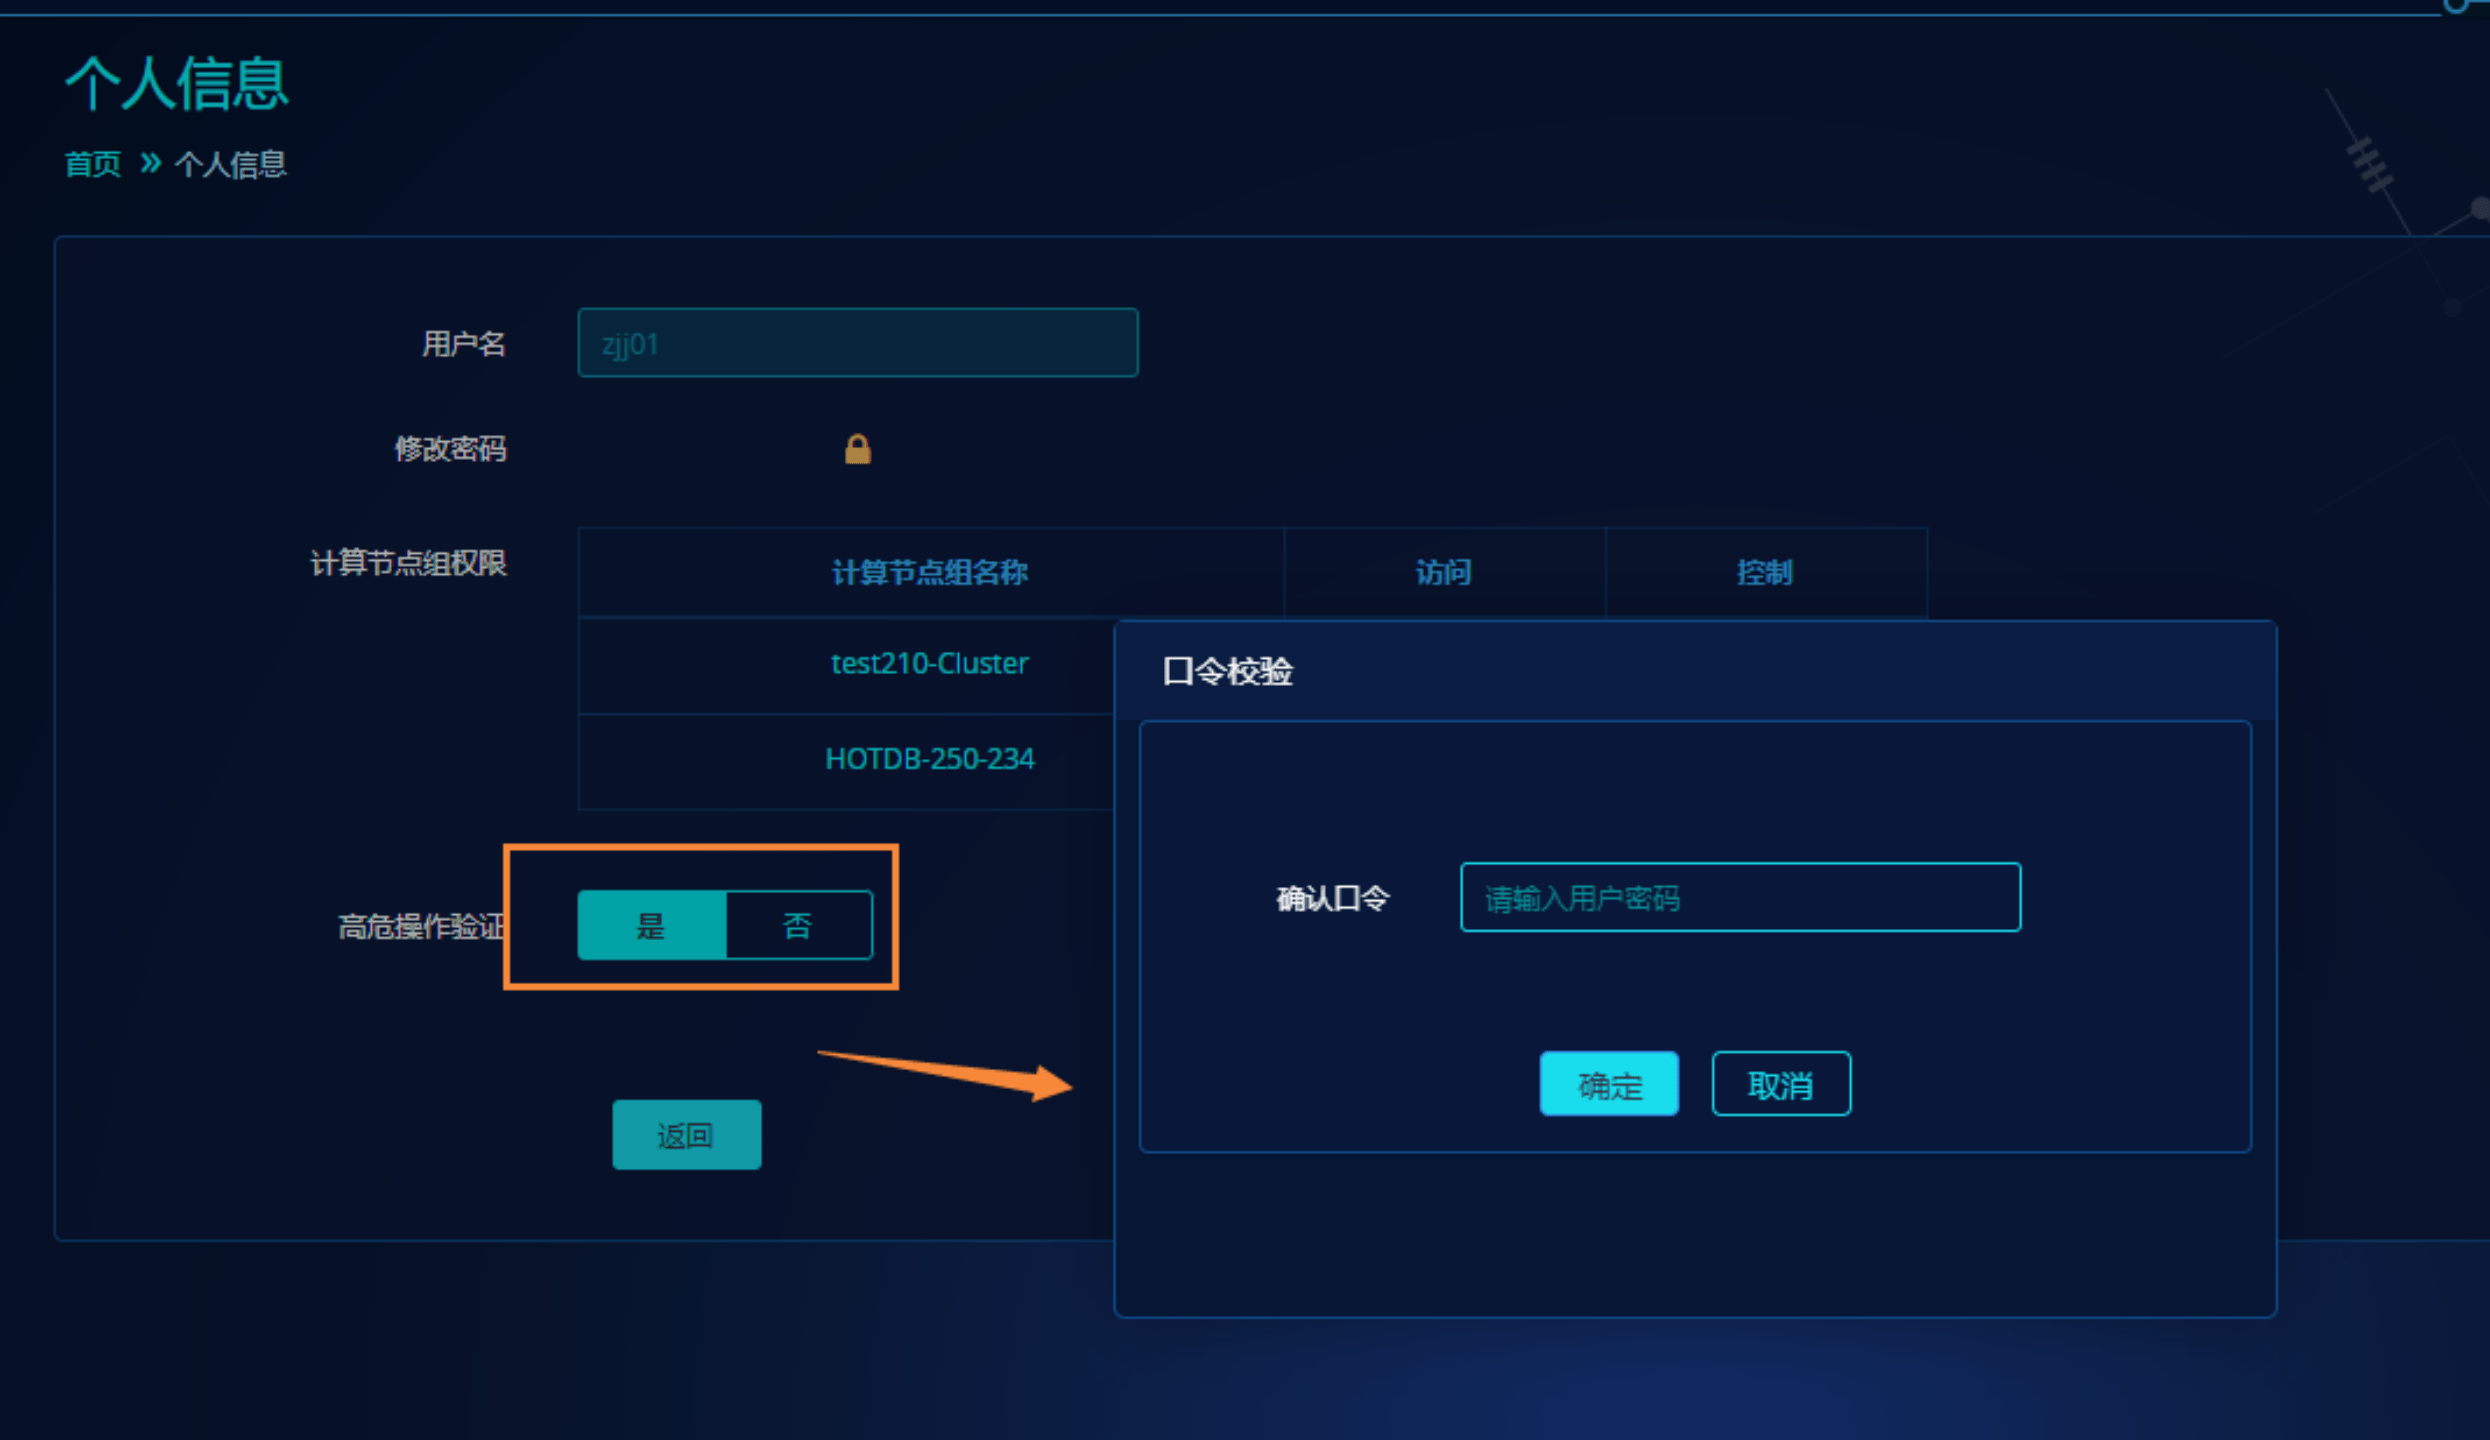 个人信息
首页 » 个人信息
用户名 zjj01
修改密码
计算节点组权限
计算节点组名称 访问 控制
test210-Cluster
HOTDB-250-234
高危操作验证 是 否
返回
口令校验
确认口令 请输入用户密码
确定 取消